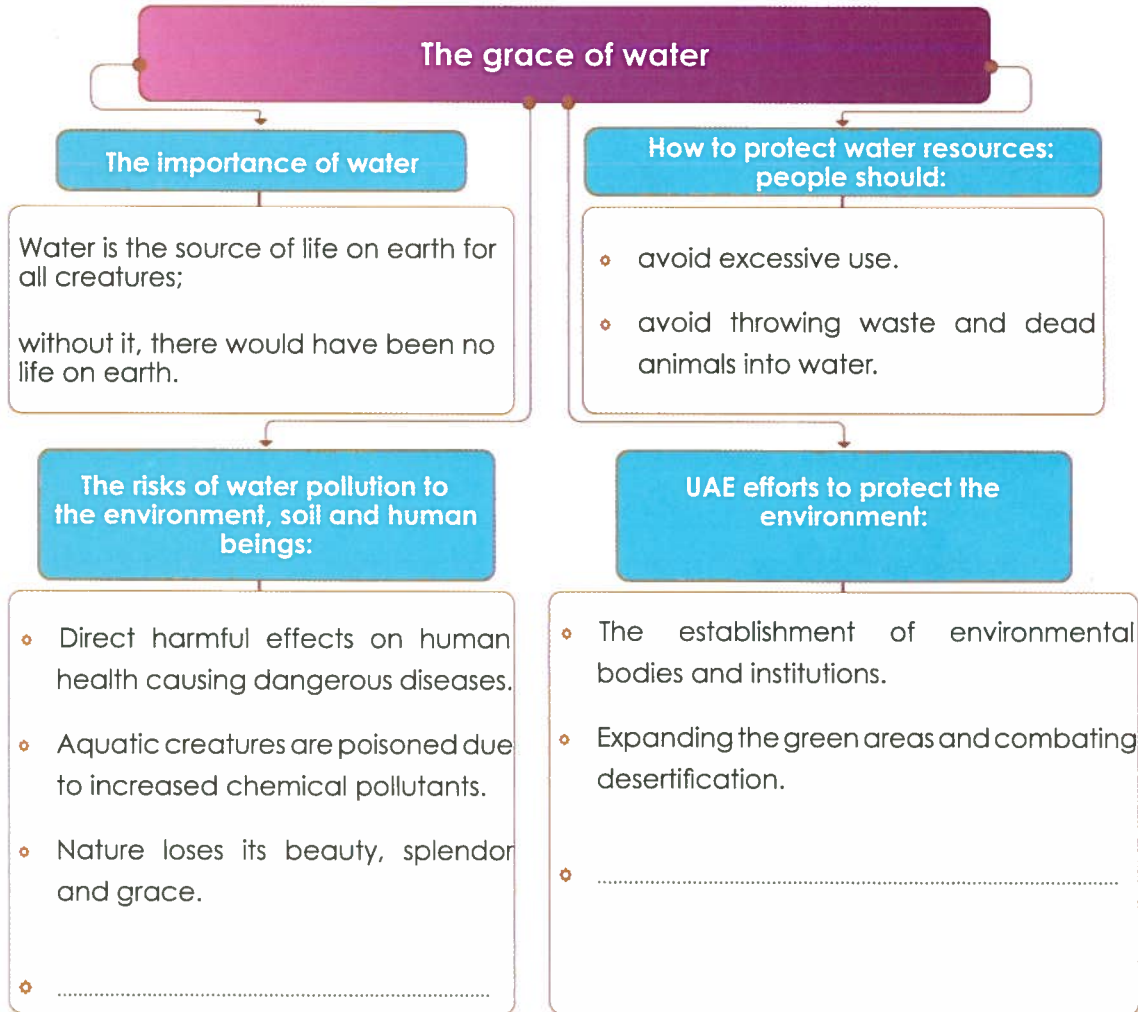 The grace of water
The importance of water
Water is the source of life on earth for
all creatures;
without it, there would have been no
life on earth.
How to protect water resources:
people should:
avoid excessive use.
avoid throwing waste and dead
animals into water.
The risks of water pollution to
the environment, soil and human
beings:
Direct harmful effects on human
health causing dangerous diseases.
Aquatic creatures are poisoned due
to increased chemical pollutants.
Nature loses its beauty, splendor
and grace.
UAE efforts to protect the
environment:
The establishment of environmental
bodies and institutions.
Expanding the green areas and combating
desertification.